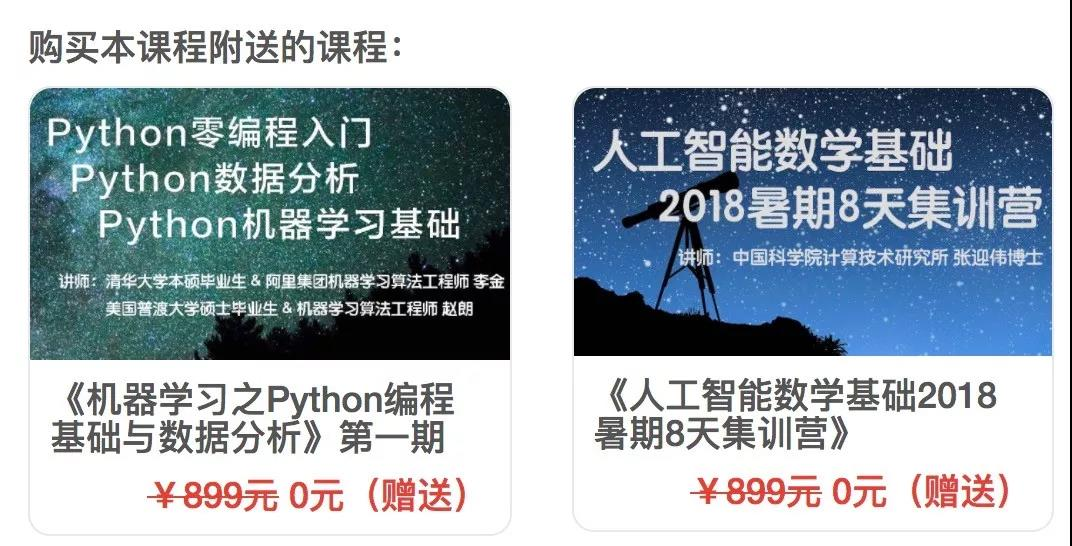 购买本课程附送的课程：
Python零编程入门
Python数据分析
Python机器学习基础
讲师：清华大学本硕毕业生 & 阿里集团机器学习算法工程师 李金
美国普渡大学硕士毕业生 & 机器学习算法工程师 赵朗
《机器学习之Python编程
基础与数据分析》第一期
￥899元 0元（赠送）
人工智能数学基础
2018暑期8天集训营
讲师：中国科学院计算技术研究所 张迎伟博士
《人工智能数学基础2018
暑期8天集训营》
￥899元 0元（赠送）